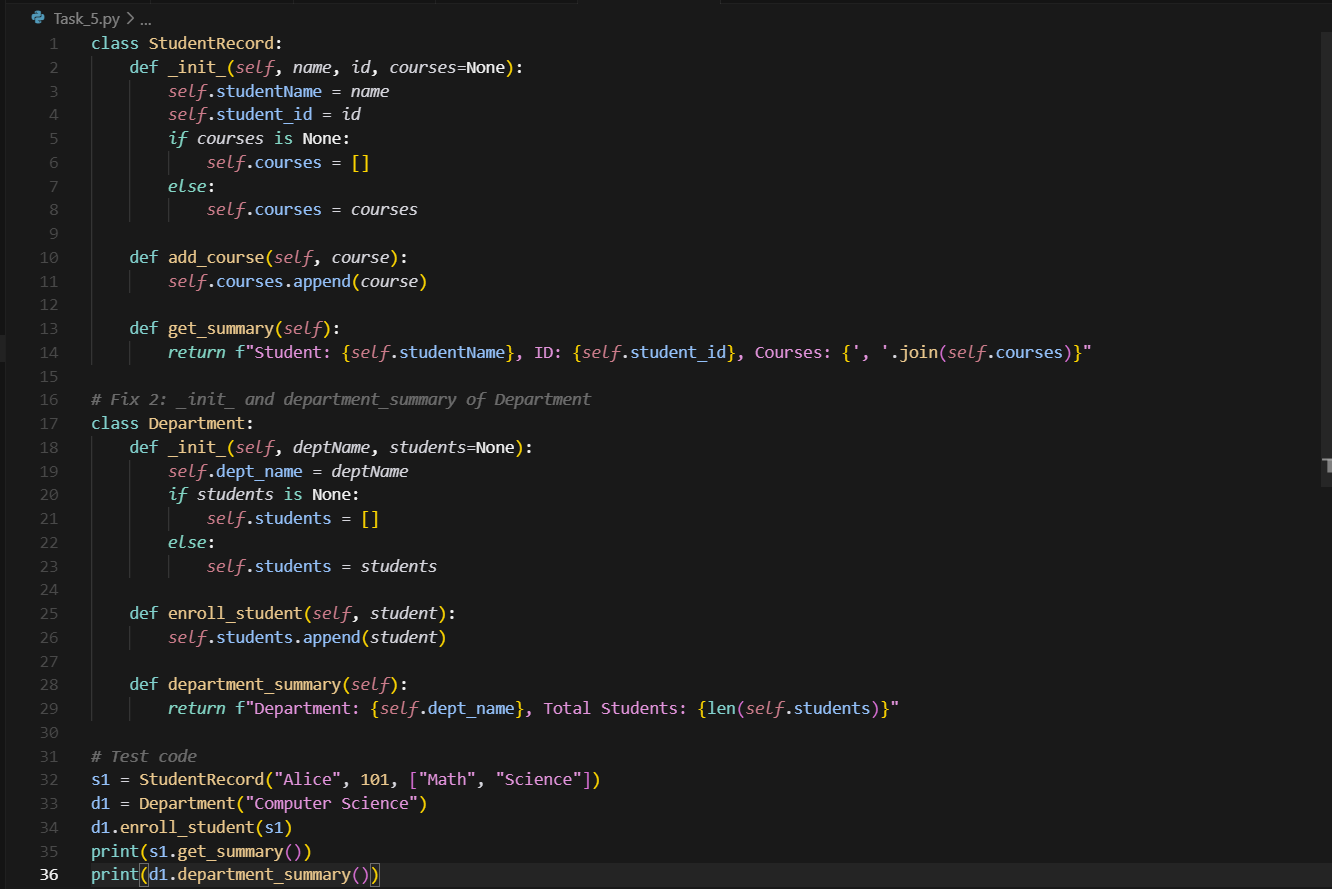 Task_5.py > ...
1 class StudentRecord:
2     def _init_(self, name, id, courses=None):
3         self.studentName = name
4         self.student_id = id
5         if courses is None:
6             self.courses = []
7         else:
8             self.courses = courses
9
10     def add_course(self, course):
11         self.courses.append(course)
12
13     def get_summary(self):
14         return f"Student: {self.studentName}, ID: {self.student_id}, Courses: {', '.join(self.courses)}"
15
16 # Fix 2: _init_ and department_summary of Department
17 class Department:
18     def _init_(self, deptName, students=None):
19         self.dept_name = deptName
20         if students is None:
21             self.students = []
22         else:
23             self.students = students
24
25     def enroll_student(self, student):
26         self.students.append(student)
27
28     def department_summary(self):
29         return f"Department: {self.dept_name}, Total Students: {len(self.students)}"
30
31 # Test code
32 s1 = StudentRecord("Alice", 101, ["Math", "Science"])
33 d1 = Department("Computer Science")
34 d1.enroll_student(s1)
35 print(s1.get_summary())
36 print(d1.department_summary())